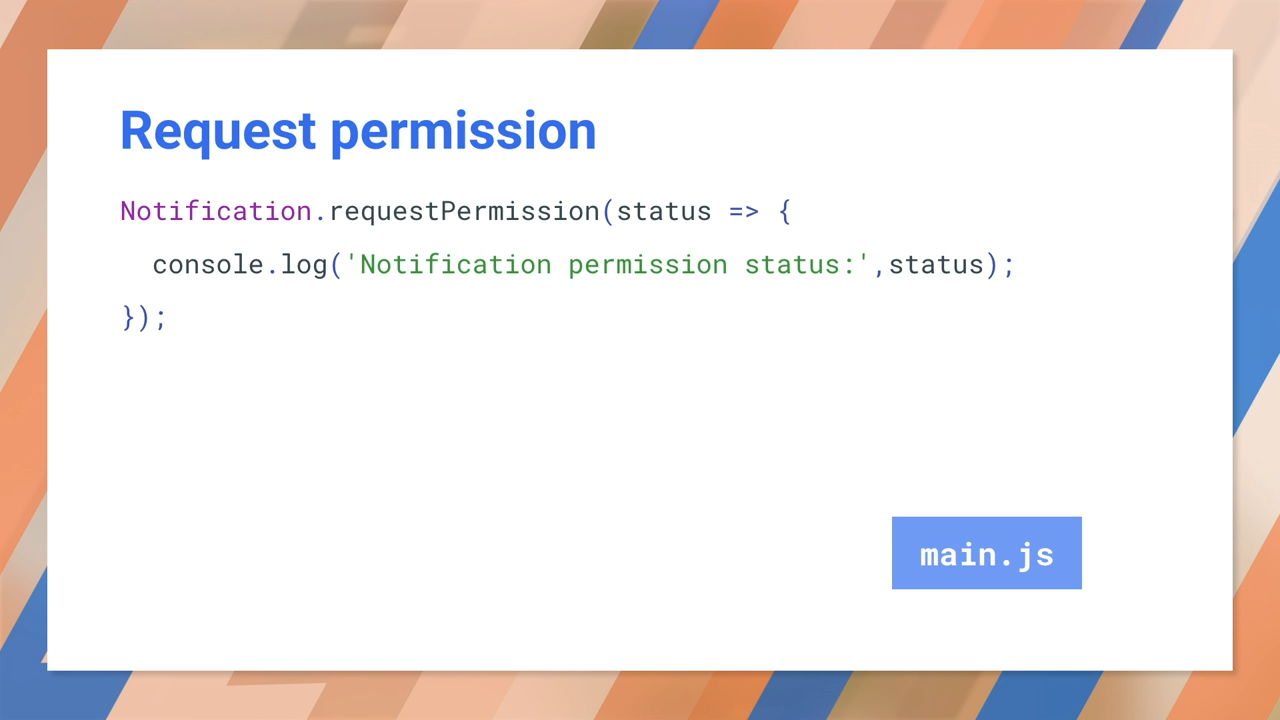 Request permission
Notification.requestPermission(status => {
  console.log('Notification permission status:',status);
});
main.js